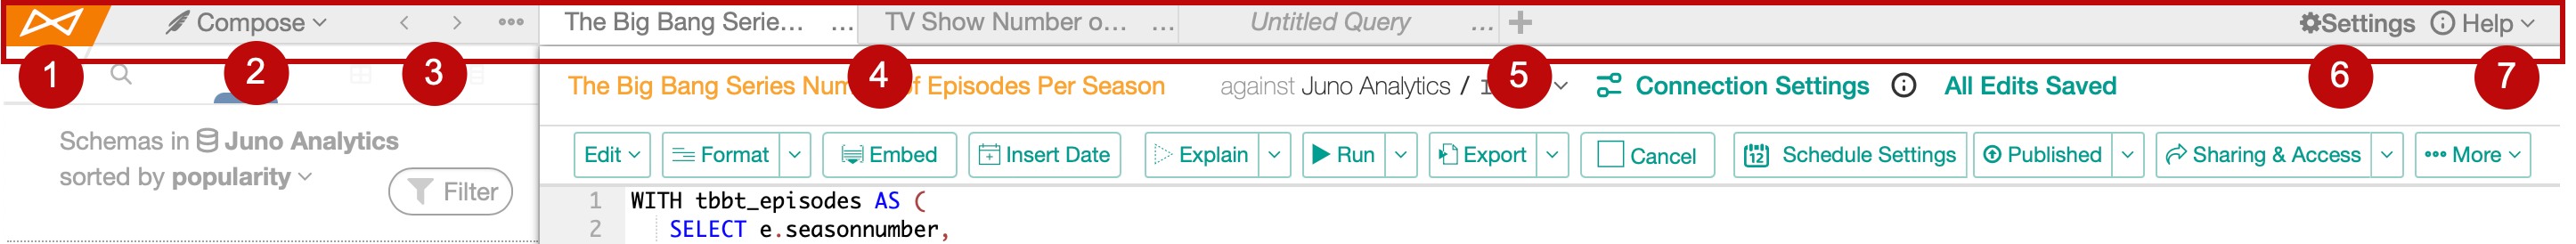 Compose ••• The Big Bang Serie... ... TV Show Number o... ... Untitled Query ... + Settings Help
1 2 3 4 5 6 7
The Big Bang Series Num f Episodes Per Season against Juno Analytics / Connection Settings All Edits Saved
Schemas in Juno Analytics
sorted by popularity
Filter
Edit Format Embed Insert Date Explain Run Export Cancel 12 Schedule Settings Published Sharing & Access ••• More
1 WITH tbbt_episodes AS (
2 SELECT e.seasonnumber,